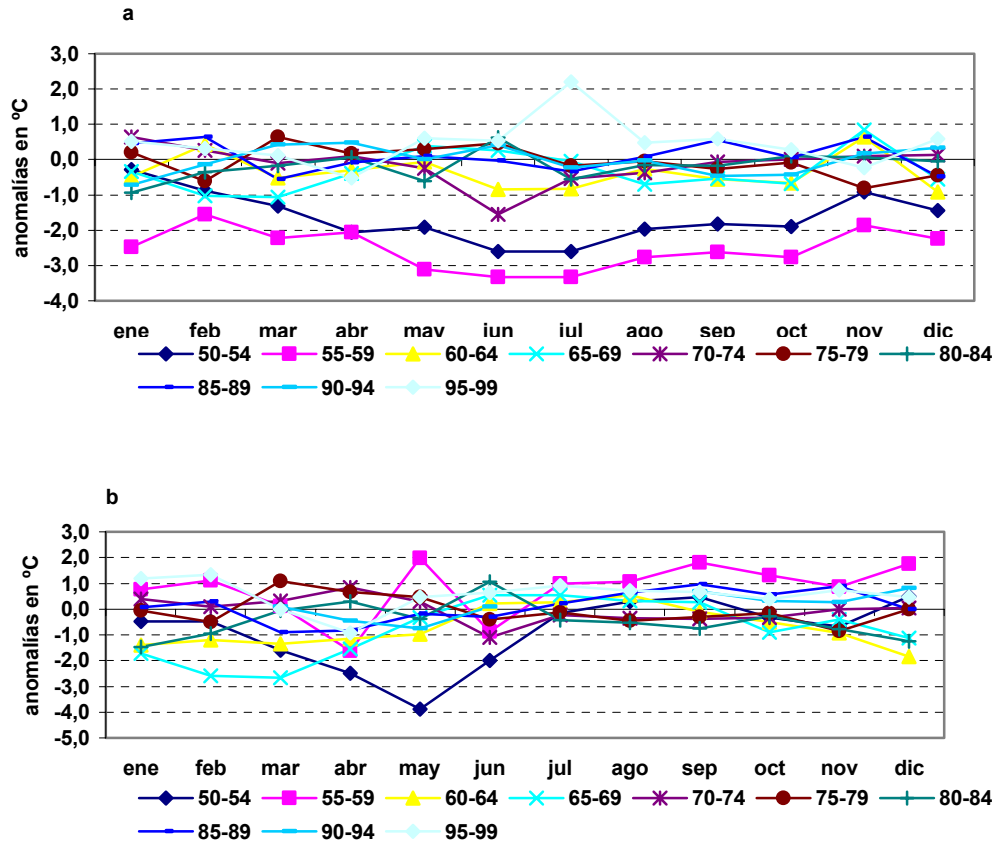 a
3,0
2,0
1,0
0,0
-1,0
-2,0
-3,0
-4,0
anomalias en ºC
ene feb mar abr may jun jul ago sep oct nov dic
50-54 55-59 60-64 65-69 70-74 75-79 80-84
85-89 90-94 95-99
b
3,0
2,0
1,0
0,0
-1,0
-2,0
-3,0
-4,0
-5,0
anomalías en ºC
ene feb mar abr may jun jul ago sep oct nov dic
50-54 55-59 60-64 65-69 70-74 75-79 80-84
85-89 90-94 95-99